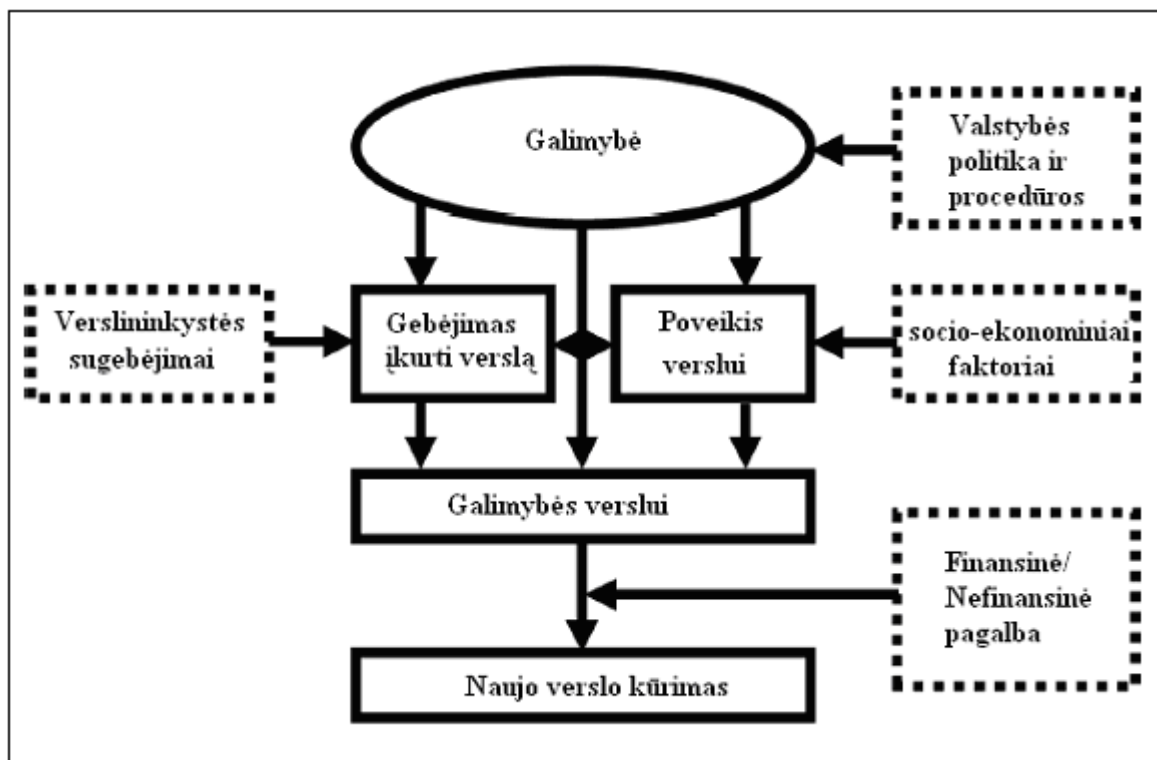 Galimybė
Valstybės
politika ir
procedūros
Verslininkystės
sugebėjimai
Gebėjimas
įkurti verslą
Poveikis
verslui
socio-ekonominiai
faktoriai
Galimybės verslui
Finansinė/
Nefinansinė
pagalba
Naujo verslo kūrimas